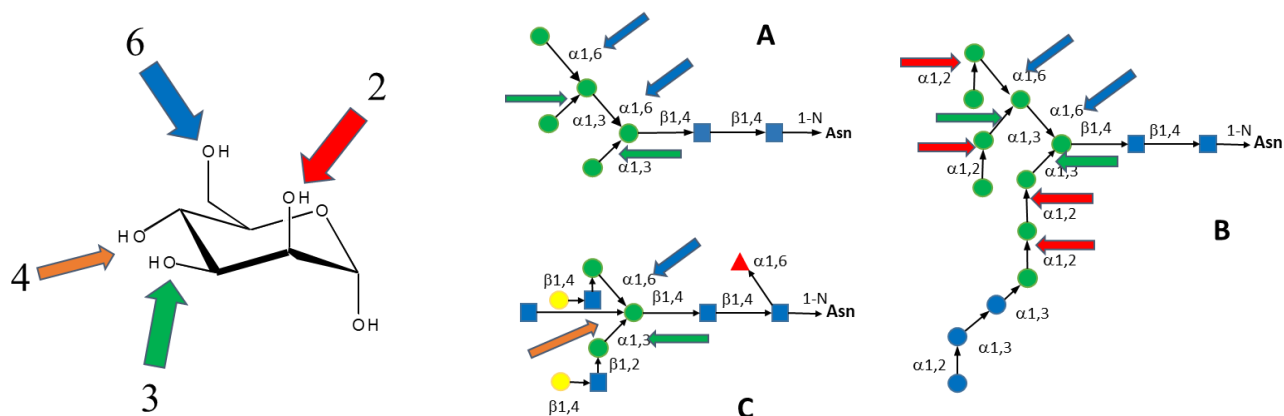 6
2
OH
OH
O
HO
HO
OH
4
3
A
α1,6
α1,6
β1,4
β1,4
1-N
Asn
α1,3
α1,3
B
α1,2
α1,6
α1,6
β1,4
β1,4
1-N
Asn
α1,3
α1,2
α1,3
α1,2
α1,2
α1,3
α1,3
α1,2
C
α1,6
α1,6
β1,4
β1,4
β1,4
1-N
Asn
α1,3
β1,2
β1,4